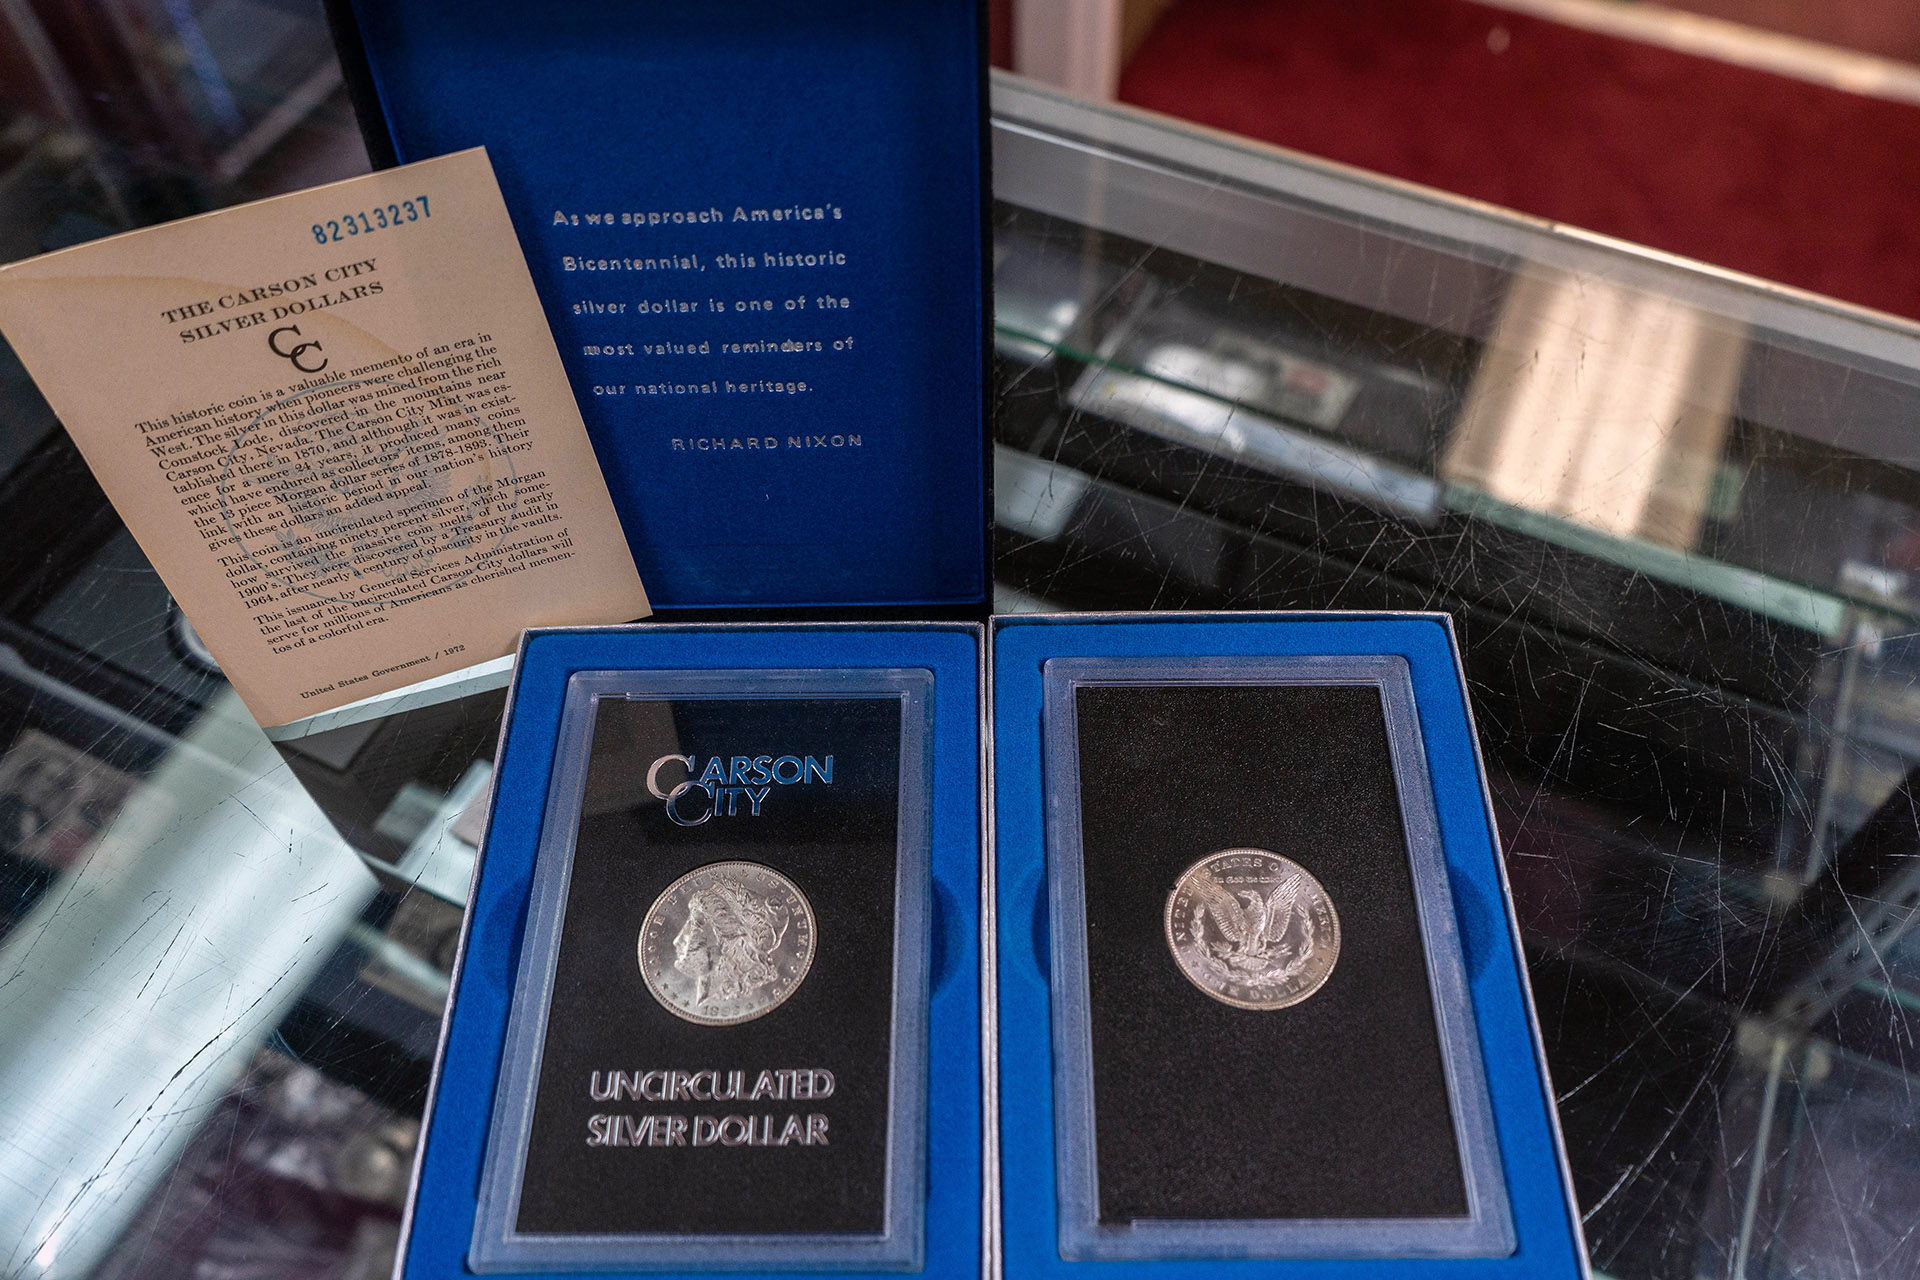 82313237
THE CARSON CITY
SILVER DOLLARS
CC
This historic coin is a valuable memento of an era in
American history when pioneers were challenging the
West. The silver in this dollar was mined from the rich
Comstock Lode, discovered in the mountains near
Carson City, Nevada. The Carson City Mint was es-
tablished there in 1870, and although it was in exist-
ence for a mere 24 years, it produced many coins
which have endured as collectors' items, among them
the 13 piece Morgan dollar series of 1878-1893. Their
link with an historic period in our nation's history
gives these dollars an added appeal.
This coin is an uncirculated specimen of the Morgan
dollar, containing ninety percent silver, which some-
how survived the massive coin melts of the early
1900's. They were discovered by a Treasury audit in
1964, after nearly a century of obscurity in the vaults.
This issuance by General Services Administration of
the last of the uncirculated Carson City dollars will
serve for millions of Americans as cherished memen-
tos of a colorful era.
United States Government / 1972
As we approach America's
Bicentennial, this historic
silver dollar is one of the
most valued reminders of
our national heritage.
RICHARD NIXON
CARSON
CITY
UNCIRCULATED
SILVER DOLLAR
UNITED STATES O
In God We Trust
ONE DOLLAR